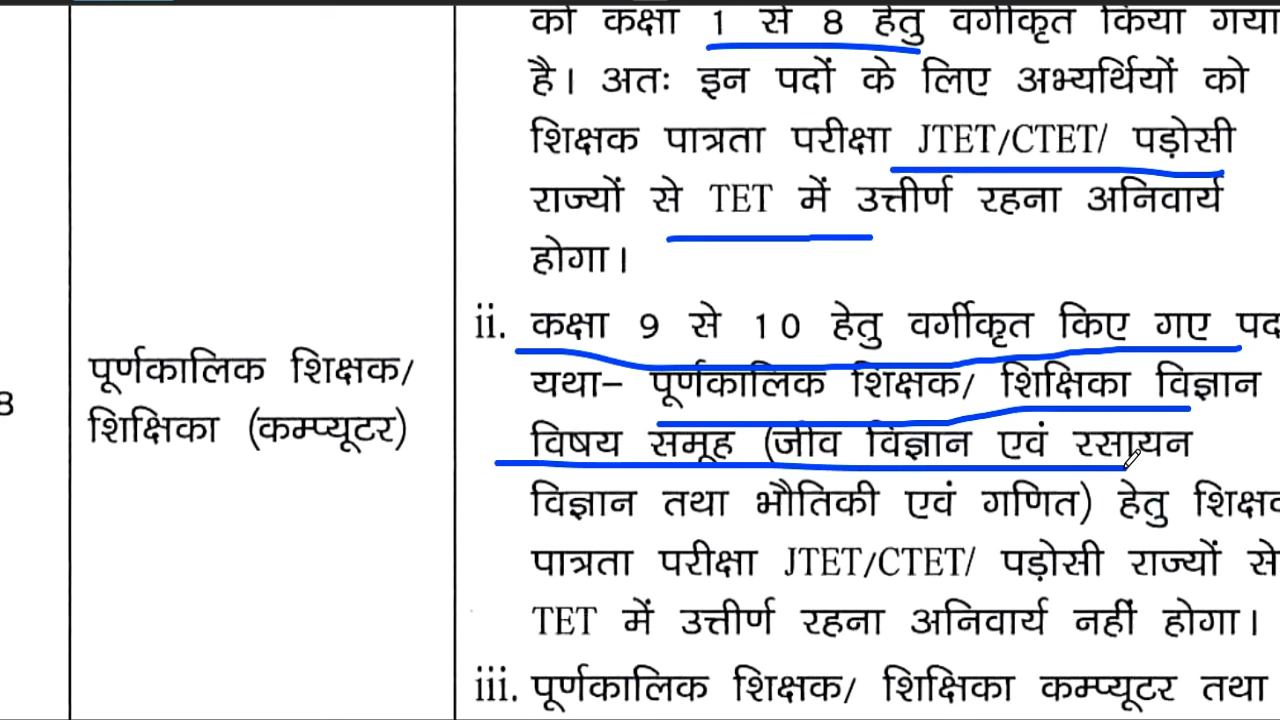 को कक्षा 1 से 8 हेतु वर्गीकृत किया गया
है। अतः इन पदों के लिए अभ्यर्थियों को
शिक्षक पात्रता परीक्षा JTET/CTET/ पड़ोसी
राज्यों से TET में उत्तीर्ण रहना अनिवार्य
होगा।
8
पूर्णकालिक शिक्षक/
शिक्षिका (कम्प्यूटर)
ii. कक्षा 9 से 10 हेतु वर्गीकृत किए गए पद
यथा– पूर्णकालिक शिक्षक/ शिक्षिका विज्ञान
विषय समूह (जीव विज्ञान एवं रसायन
विज्ञान तथा भौतिकी एवं गणित) हेतु
पात्रता परीक्षा JTET/CTET/ पड़ोसी राज्यों से
TET में उत्तीर्ण रहना अनिवार्य नहीं होगा।
iii. पूर्णकालिक शिक्षक/ शिक्षिका कम्प्यूटर तथा